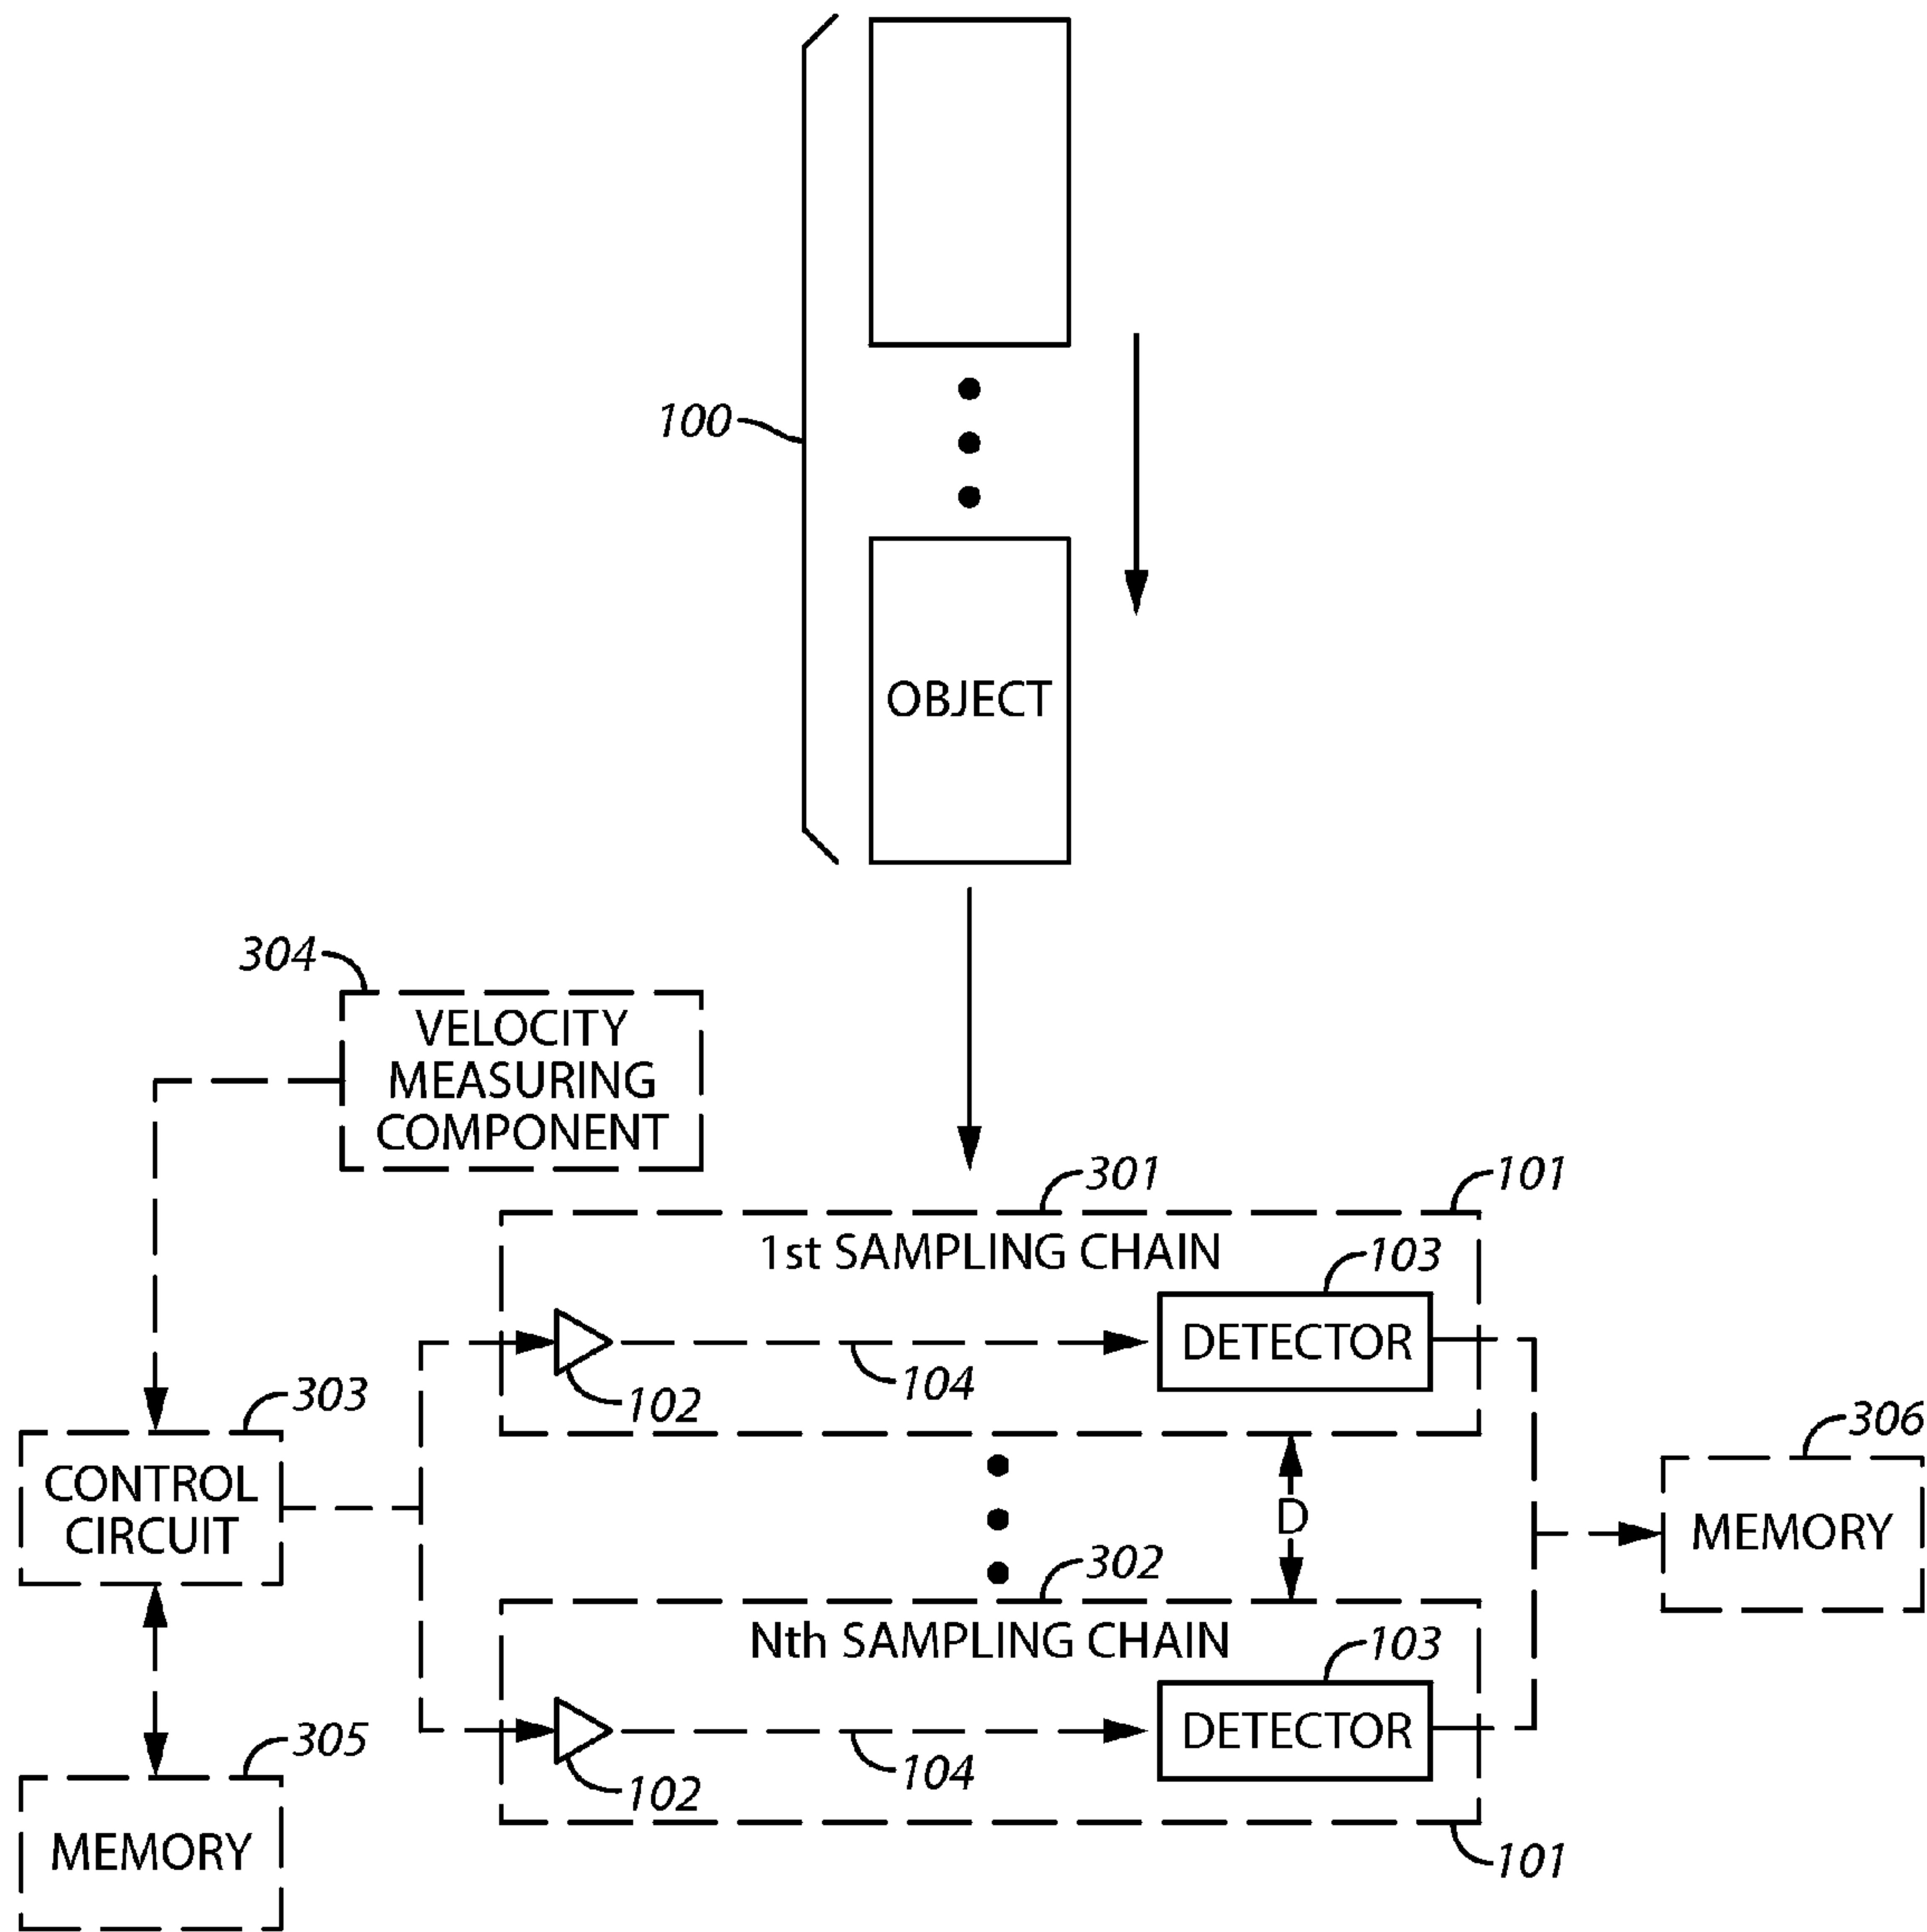 100
OBJECT
304
VELOCITY
MEASURING
COMPONENT
301
101
1st SAMPLING CHAIN
103
DETECTOR
104
102
303
CONTROL
CIRCUIT
306
MEMORY
D
302
Nth SAMPLING CHAIN
103
DETECTOR
104
102
101
305
MEMORY